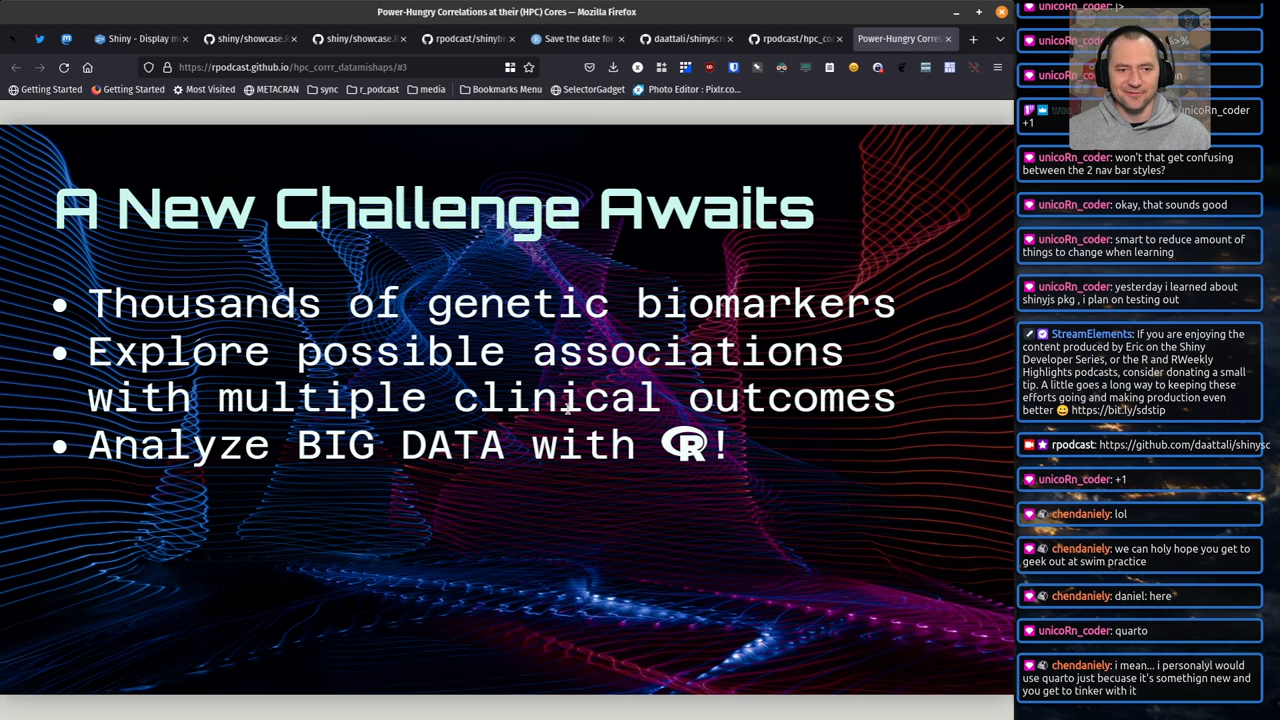 Power-Hungry Correlations at their (HPC) Cores — Mozilla Firefox
Shiny - Display m
shiny/showcase.
shiny/showcase.
rpodcast/shiny
Save the date for
daattali/shinysc
rpodcast/hpc_co
Power-Hungry Corre
https://rpodcast.github.io/hpc_corrr_datamishaps/#3
Getting Started
Getting Started
Most Visited
METACRAN
sync
r_podcast
media
Bookmarks Menu
SelectorGadget
Photo Editor : Pixlr.co...
A New Challenge Awaits
• Thousands of genetic biomarkers
• Explore possible associations
with multiple clinical outcomes
• Analyze BIG DATA with R!
unicoRn_coder: |>
unicoRn_coder
%>%
unicoRn_coder
unicoRn_coder
+1
unicoRn_coder: won't that get confusing
between the 2 nav bar styles?
unicoRn_coder: okay, that sounds good
unicoRn_coder: smart to reduce amount of
things to change when learning
unicoRn_coder: yesterday i learned about
shinyjs pkg , i plan on testing out
StreamElements: If you are enjoying the
content produced by Eric on the Shiny
Developer Series, or the R and RWeekly
Highlights podcasts, consider donating a small
tip. A little goes a long way to keeping these
efforts going and making production even
better 😀 https://bit.ly/sdstip
rpodcast: https://github.com/daattali/shinysc
unicoRn_coder: +1
chendaniely: lol
chendaniely: we can holy hope you get to
geek out at swim practice
chendaniely: daniel: here
unicoRn_coder: quarto
chendaniely: i mean... i personalyl would
use quarto just becuase it's somethign new and
you get to tinker with it